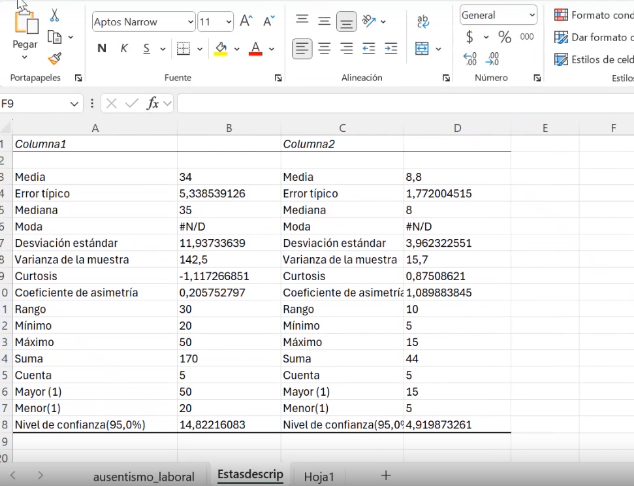 Aptos Narrow 11 General Formato cond
Pegar N K S A A ab $ % 000 Dar formato c
Estilos de celd
Portapapeles Fuente Alineación Número Estilos
F9 fx
A B C D E F
1 Columna1 Columna2
2
3 Media 34 Media 8,8
4 Error típico 5,338539126 Error típico 1,772004515
5 Mediana 35 Mediana 8
6 Moda #N/D Moda #N/D
7 Desviación estándar 11,93733639 Desviación estándar 3,962322551
8 Varianza de la muestra 142,5 Varianza de la muestra 15,7
9 Curtosis -1,117266851 Curtosis 0,87508621
0 Coeficiente de asimetría 0,205752797 Coeficiente de asimetría 1,089883845
1 Rango 30 Rango 10
2 Mínimo 20 Mínimo 5
3 Máximo 50 Máximo 15
4 Suma 170 Suma 44
5 Cuenta 5 Cuenta 5
6 Mayor (1) 50 Mayor (1) 15
7 Menor(1) 20 Menor(1) 5
8 Nivel de confianza(95,0%) 14,82216083 Nivel de confianza(95,0% 4,919873261
9
20
ausentismo_laboral Estasdescrip Hoja1 +